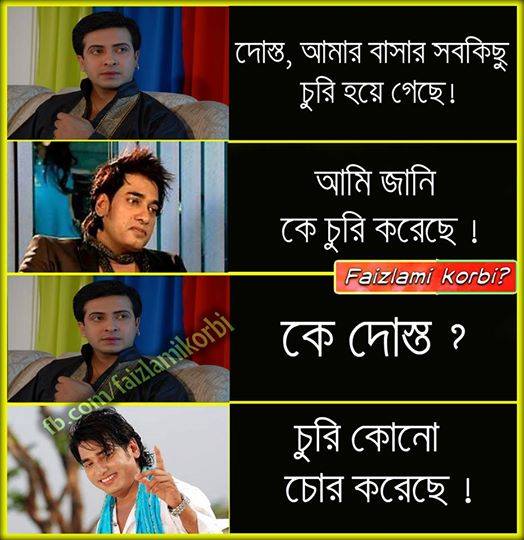 দোস্ত, আমার বাসার সবকিছু
চুরি হয়ে গেছে!
আমি জানি
কে চুরি করেছে !
Faizlami korbi?
কে দোস্ত ?
fb.com/faizlamikorbi
চুরি কোনো
চোর করেছে !